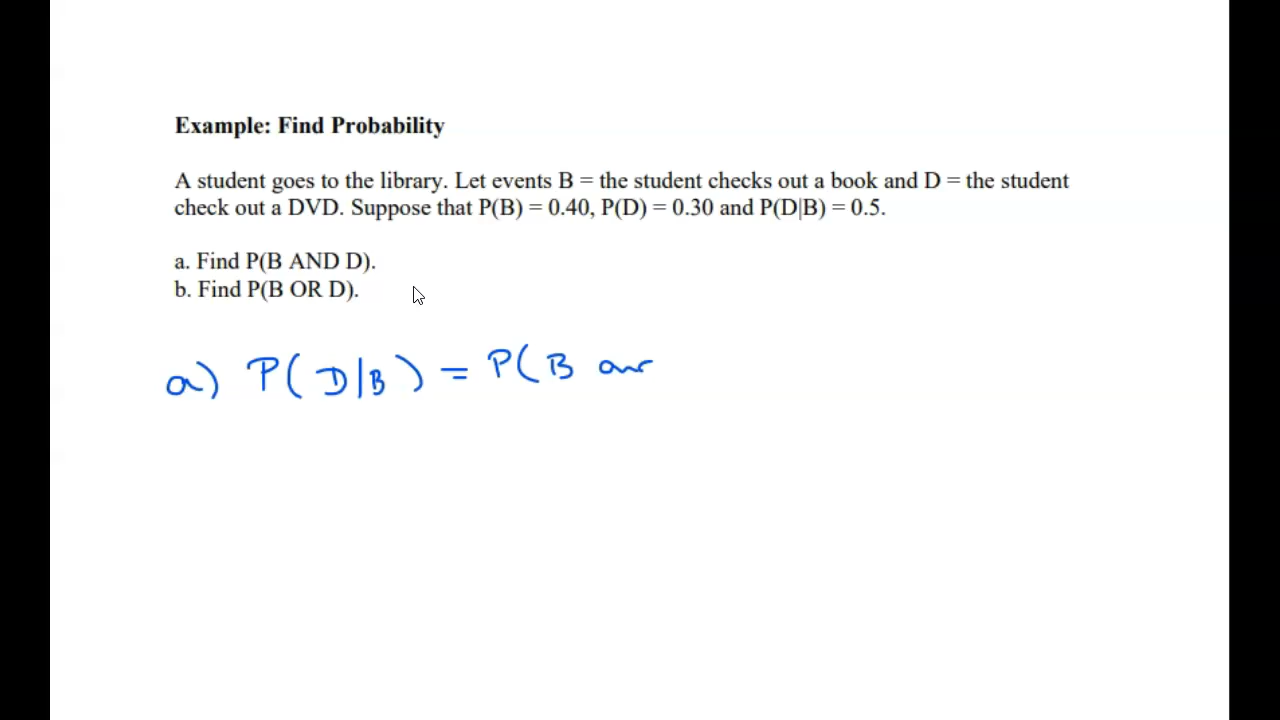 Example: Find Probability
A student goes to the library. Let events B = the student checks out a book and D = the student
check out a DVD. Suppose that P(B) = 0.40, P(D) = 0.30 and P(D|B) = 0.5.
a. Find P(B AND D).
b. Find P(B OR D).
a) P( D|B ) = P( B an